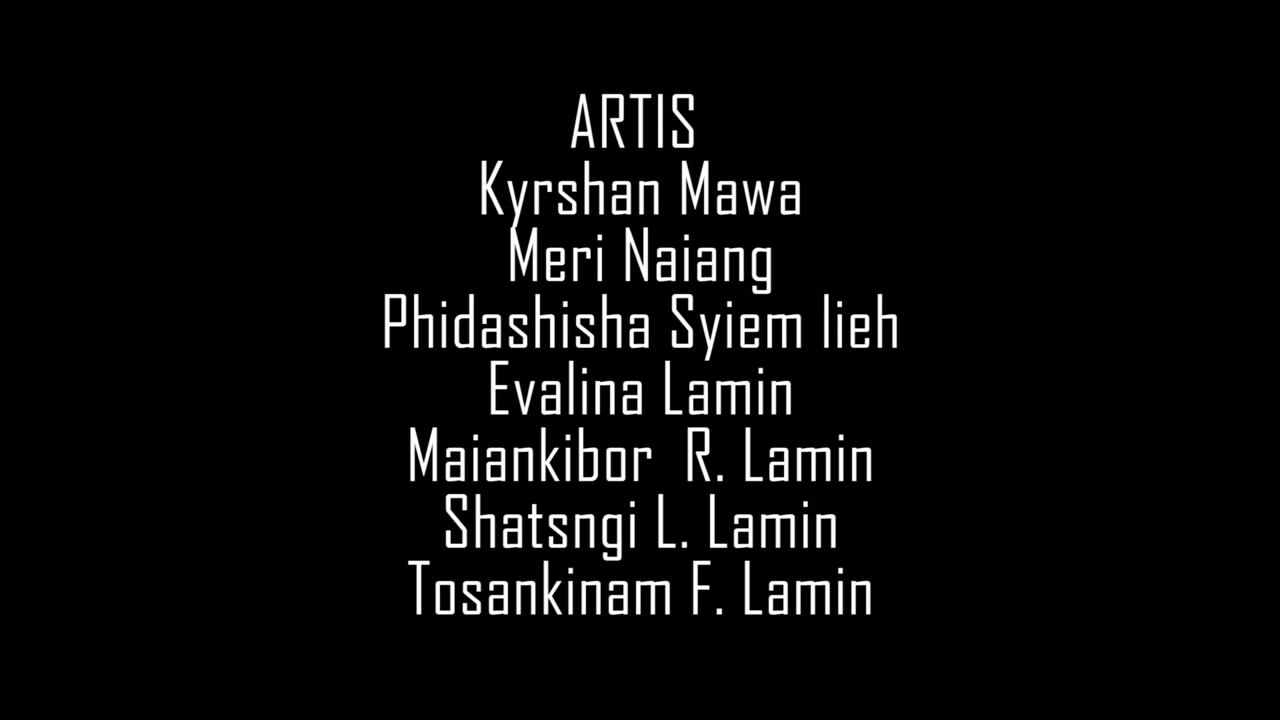 ARTIS
Kyrshan Mawa
Meri Naiang
Phidashisha Syiem lieh
Evalina Lamin
Maiankibor R. Lamin
Shatsngi L. Lamin
Tosankinam F. Lamin